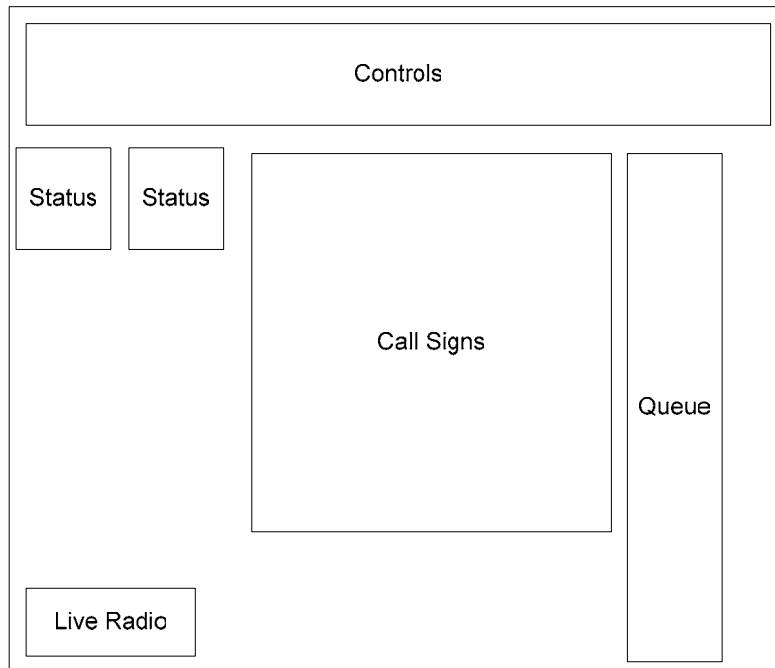 Controls
Status
Status
Call Signs
Queue
Live Radio